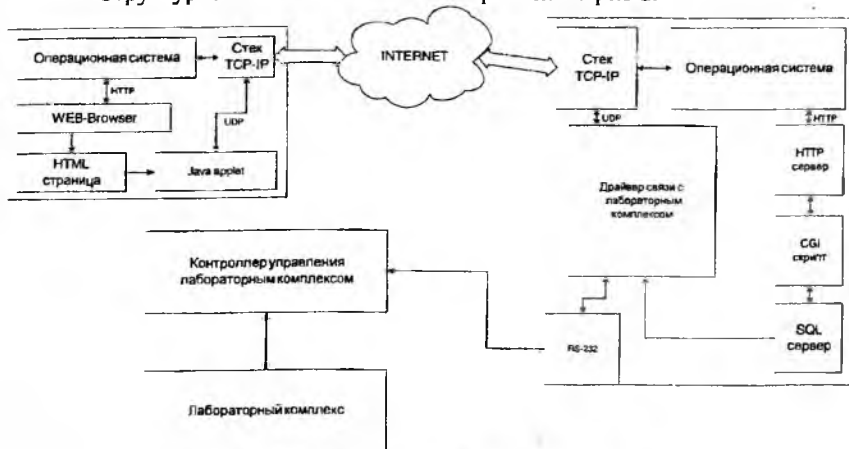 Операционная система
Стек
TCP-IP
HTTP
WEB-Browser
UDP
HTML
страница
Java applet
INTERNET
Стек
TCP-IP
Операционная система
UDP
HTTP
HTTP
сервер
Драйвер связи с
лабораторным
комплексом
CGI
скрипт
SQL
сервер
RS-232
Контроллер управления
лабораторным комплексом
Лабораторный комплекс